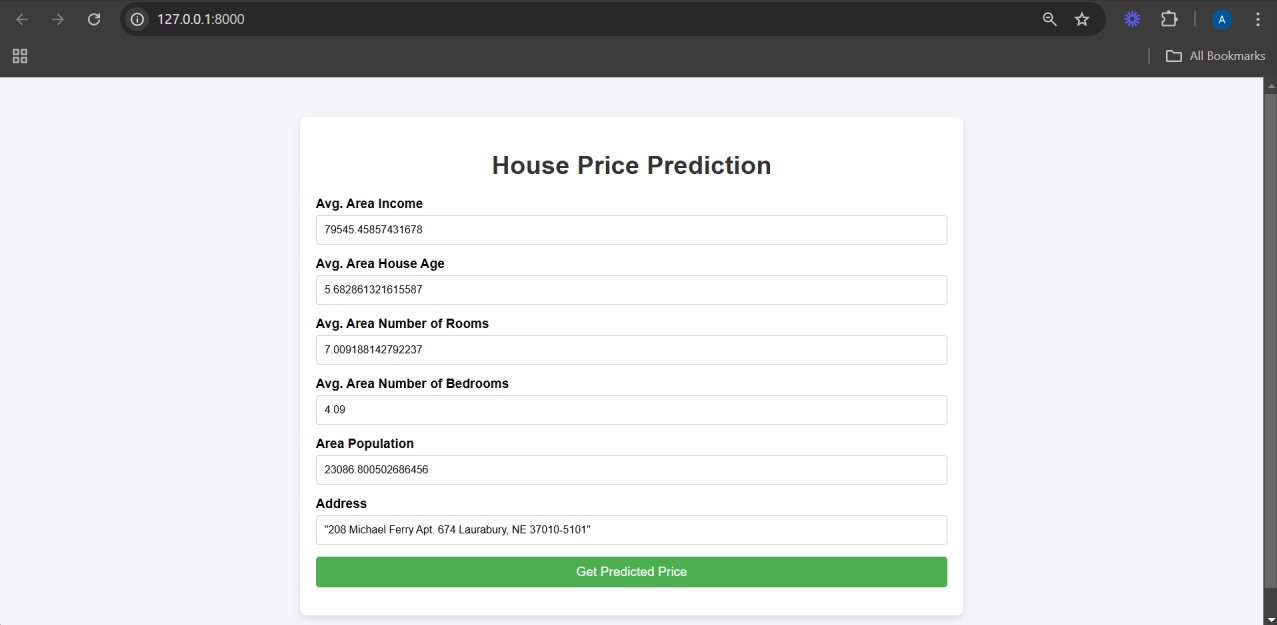 127.0.0.1:8000
A
All Bookmarks
House Price Prediction
Avg. Area Income
79545.45857431678
Avg. Area House Age
5.682861321615587
Avg. Area Number of Rooms
7.009188142792237
Avg. Area Number of Bedrooms
4.09
Area Population
23086.800502686456
Address
"208 Michael Ferry Apt. 674 Laurabury, NE 37010-5101"
Get Predicted Price